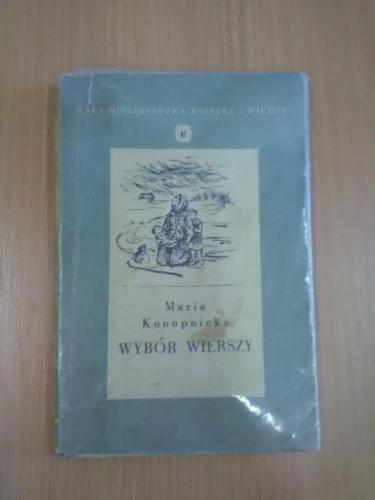 MAŁA BIBLIOTECZKA KSIĄŻKI I WIEDZY
6
Maria
Konopnicka
WYBÓR WIERSZY